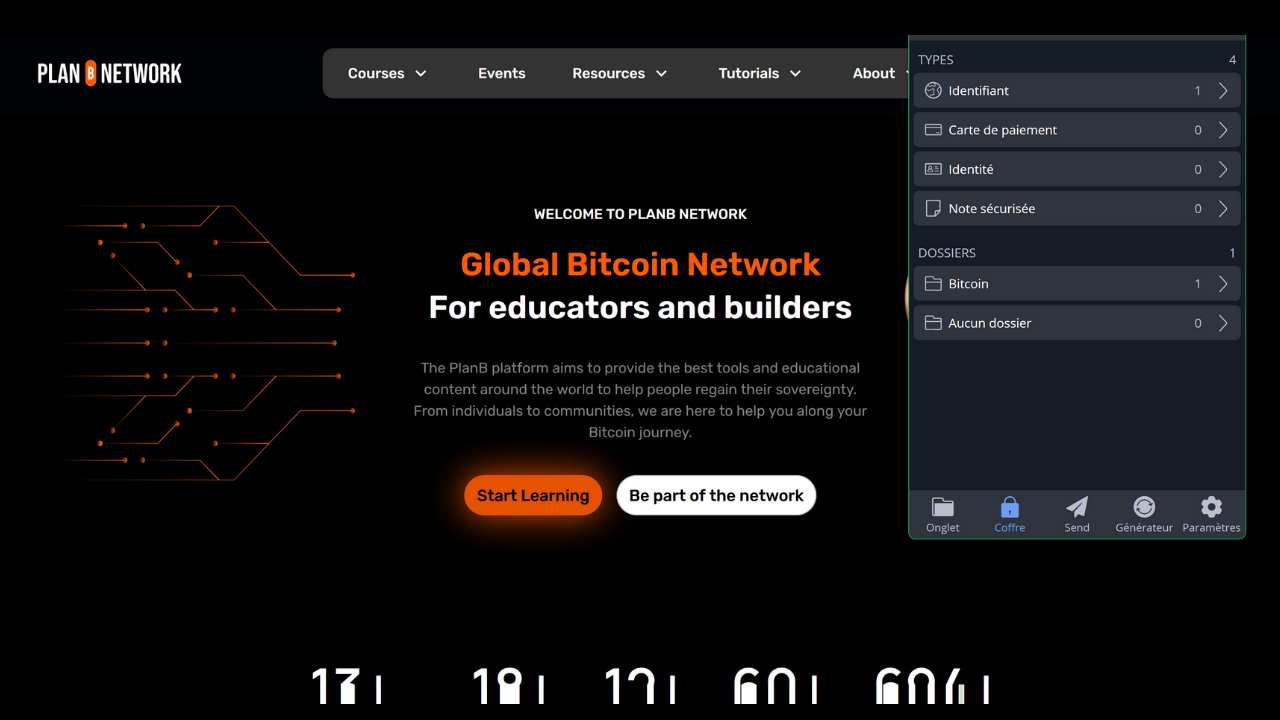 PLAN B NETWORK
Courses
Events
Resources
Tutorials
About
WELCOME TO PLANB NETWORK
Global Bitcoin Network
For educators and builders
The PlanB platform aims to provide the best tools and educational
content around the world to help people regain their sovereignty.
From individuals to communities, we are here to help you along your
Bitcoin journey.
Start Learning
Be part of the network
TYPES 4
Identifiant 1
Carte de paiement 0
Identité 0
Note sécurisée 0
DOSSIERS 1
Bitcoin 1
Aucun dossier 0
Onglet
Coffre
Send
Générateur
Paramètres